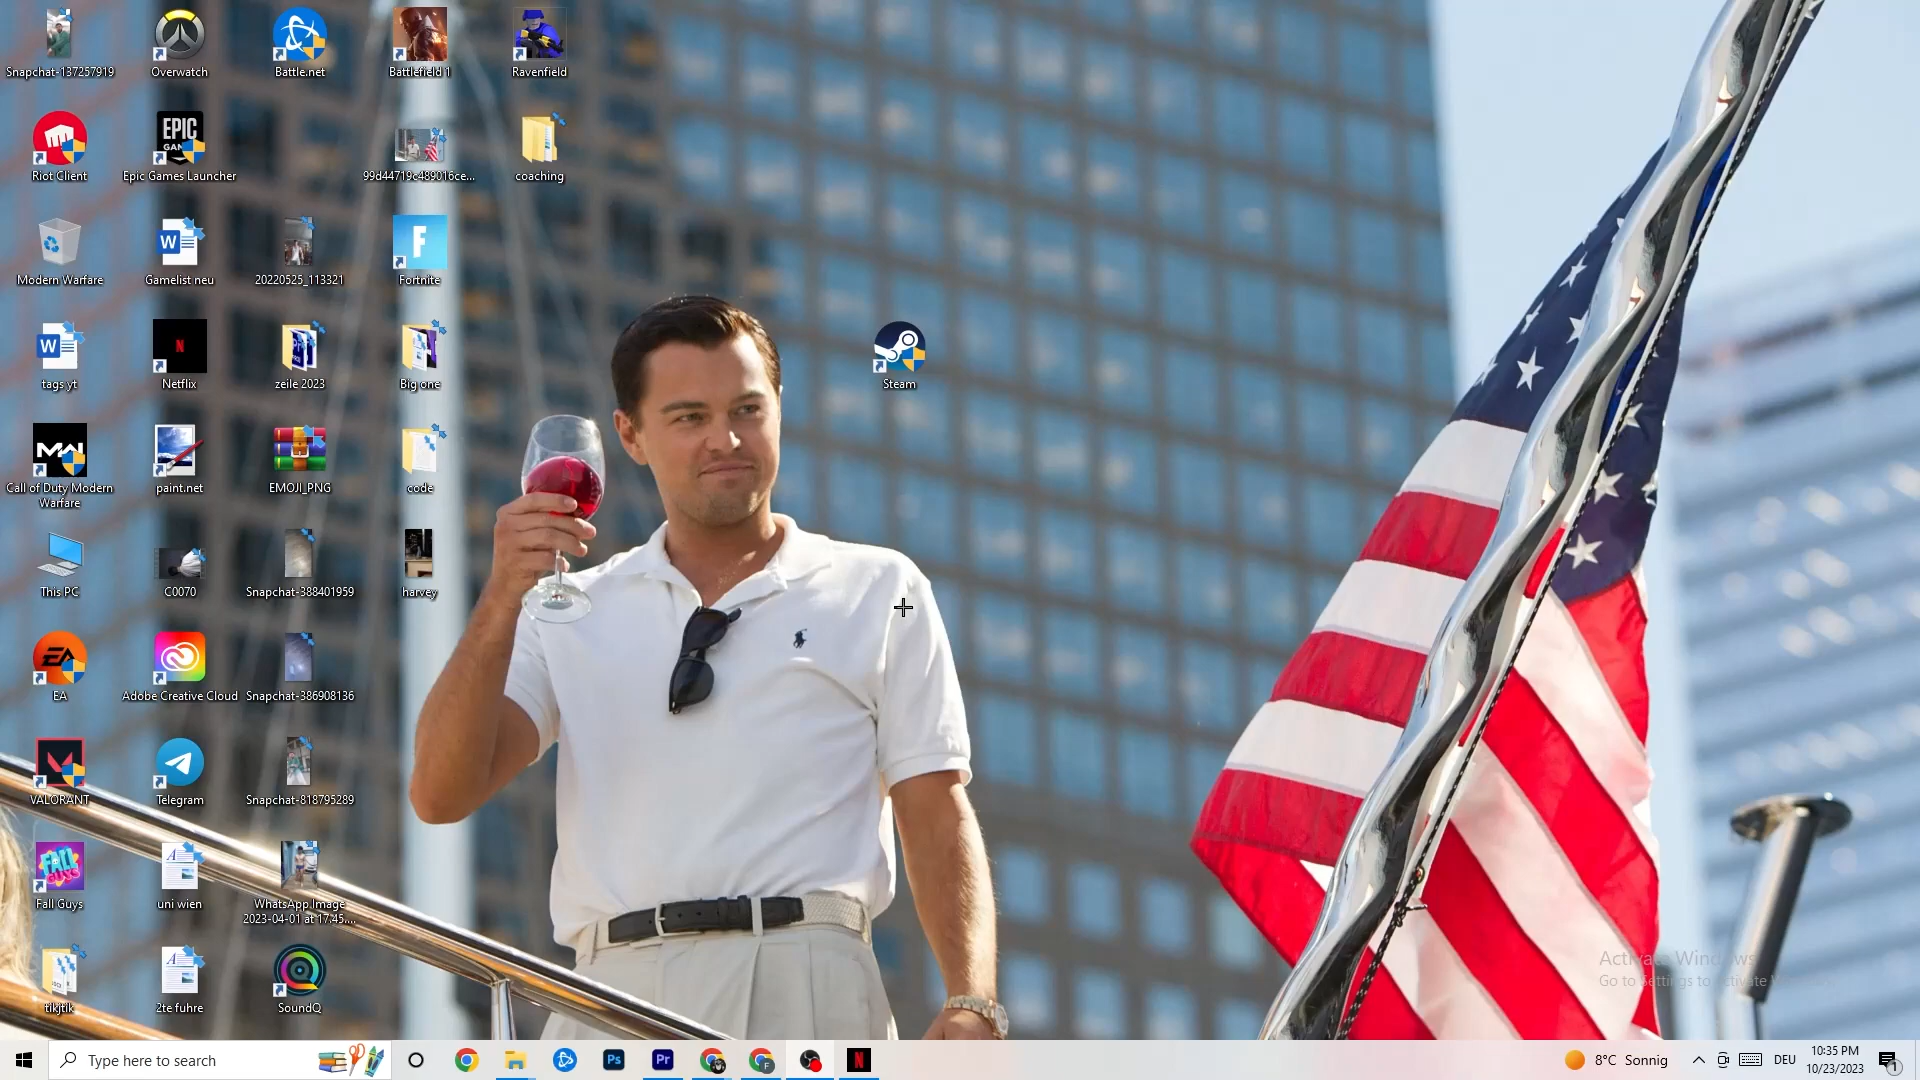 Snapchat-137257919
Overwatch
Battle.net
Battlefield 1
Ravenfield
Riot Client
EPIC
GAMES
Epic Games Launcher
99d44719c489016ce...
coaching
Modern Warfare
Gamelist neu
20220525_113321
Fortnite
tags yt
Netflix
zeile 2023
Big one
Steam
Call of Duty Modern
Warfare
paint.net
EMOJI_PNG
code
This PC
C0070
Snapchat-388401959
harvey
EA
Adobe Creative Cloud
Snapchat-386908136
VALORANT
Telegram
Snapchat-818795289
Fall Guys
uni wien
WhatsApp Image
2023-04-01 at 17.45....
tikjtik
2te fuhre
SoundQ
Activate Windows
Go to Settings to activate
Type here to search
Ps
Pr
8°C Sonnig
DEU
10:35 PM
10/23/2023